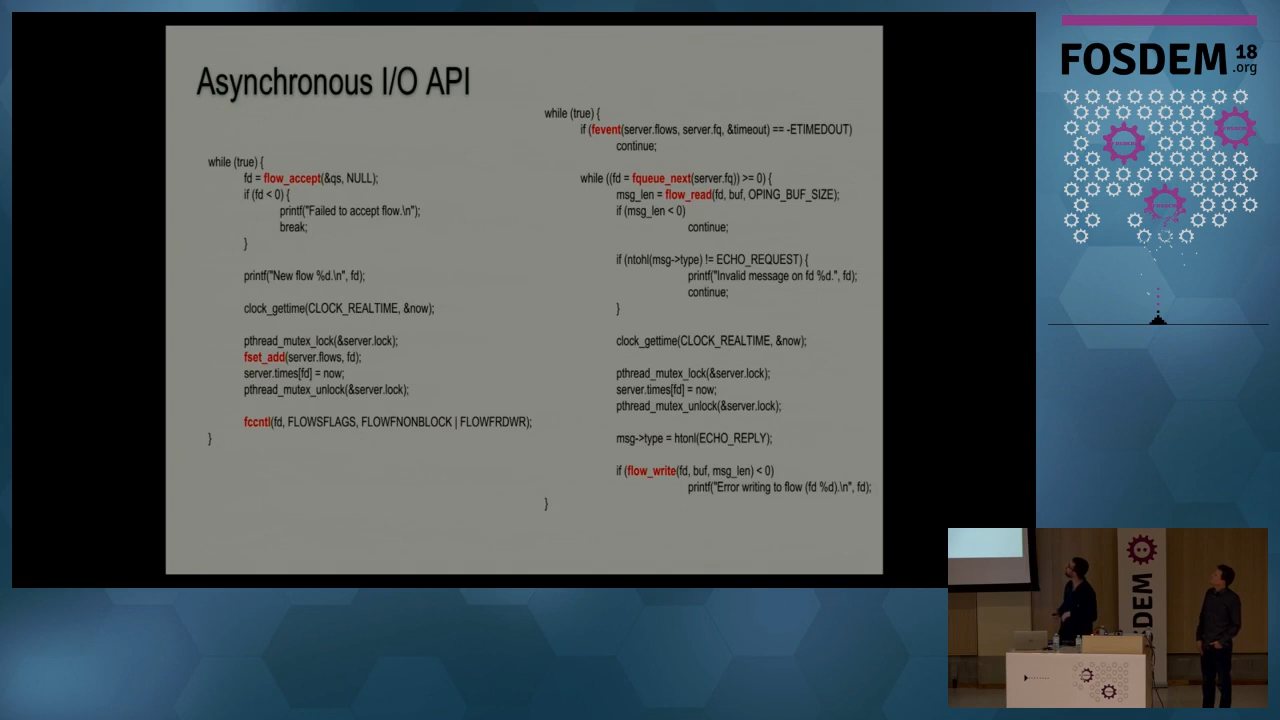 Asynchronous I/O API
while (true) {
fd = flow_accept(&qs, NULL);
if (fd < 0) {
printf("Failed to accept flow.\n");
break;
}
printf("New flow %d.\n", fd);
clock_gettime(CLOCK_REALTIME, &now);
pthread_mutex_lock(&server.lock);
fset_add(server.flows, fd);
server.times[fd] = now;
pthread_mutex_unlock(&server.lock);
fccntl(fd, FLOWSFLAGS, FLOWFNONBLOCK | FLOWFRDWR);
}
while (true) {
if (fevent(server.flows, server.fq, &timeout) == -ETIMEDOUT)
continue;
while ((fd = fqueue_next(server.fq)) >= 0) {
msg_len = flow_read(fd, buf, OPING_BUF_SIZE);
if (msg_len < 0)
continue;
if (ntohl(msg->type) != ECHO_REQUEST) {
printf("Invalid message on fd %d.", fd);
continue;
}
clock_gettime(CLOCK_REALTIME, &now);
pthread_mutex_lock(&server.lock);
server.times[fd] = now;
pthread_mutex_unlock(&server.lock);
msg->type = htonl(ECHO_REPLY);
if (flow_write(fd, buf, msg_len) < 0)
printf("Error writing to flow (fd %d).\n", fd);
}
FOSDEM 18
.org
DEM